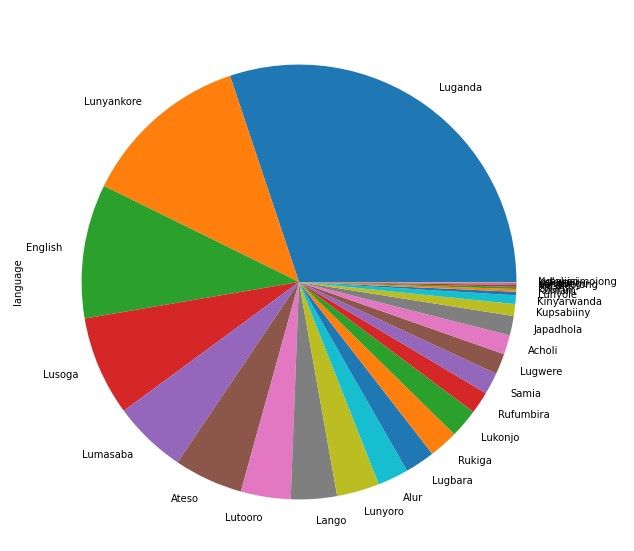 Luganda
Lunyankore
English
language
Lusoga
Lumasaba
Ateso
Lutooro
Lango
Lunyoro
Alur
Lugbara
Rukiga
Lukonjo
Rufumbira
Samia
Lugwere
Acholi
Japadhola
Kupsabiiny
Kinyarwanda
Lunyole